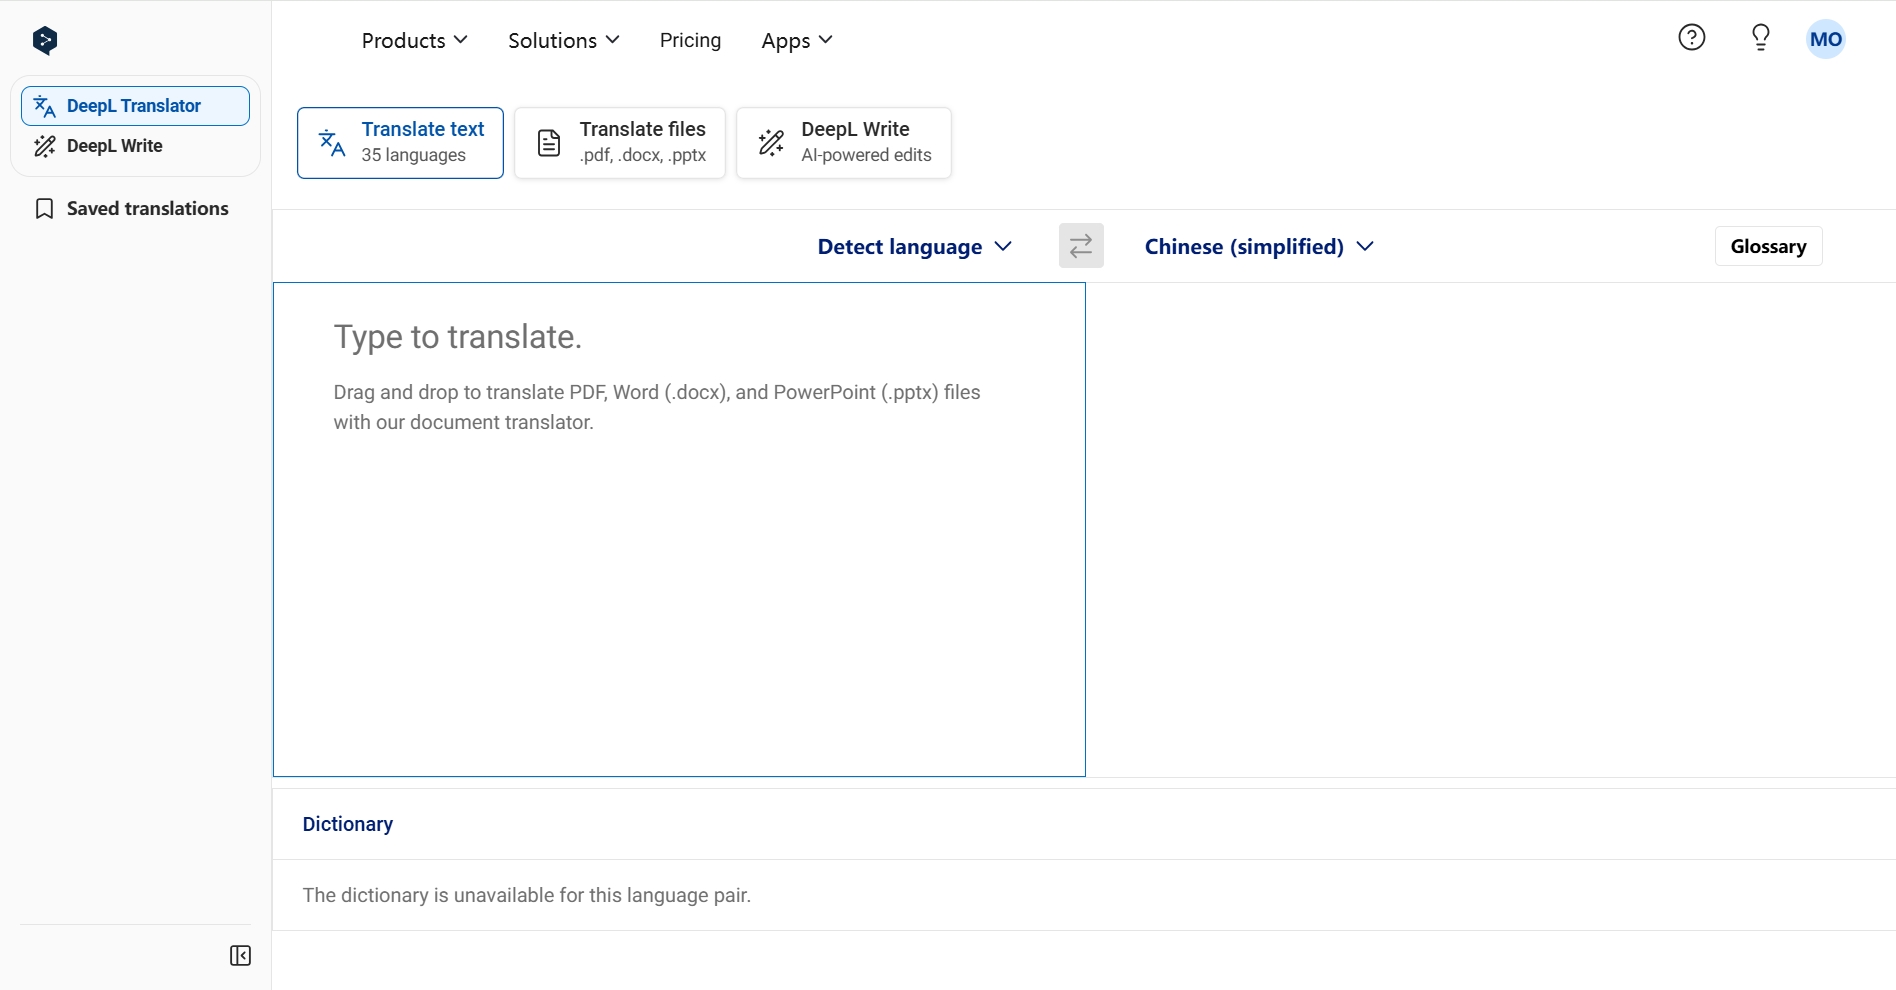 Products
Solutions
Pricing
Apps
MO
DeepL Translator
DeepL Write
Saved translations
Translate text
35 languages
Translate files
.pdf, .docx, .pptx
DeepL Write
AI-powered edits
Detect language
Chinese (simplified)
Glossary
Type to translate.
Drag and drop to translate PDF, Word (.docx), and PowerPoint (.pptx) files
with our document translator.
Dictionary
The dictionary is unavailable for this language pair.